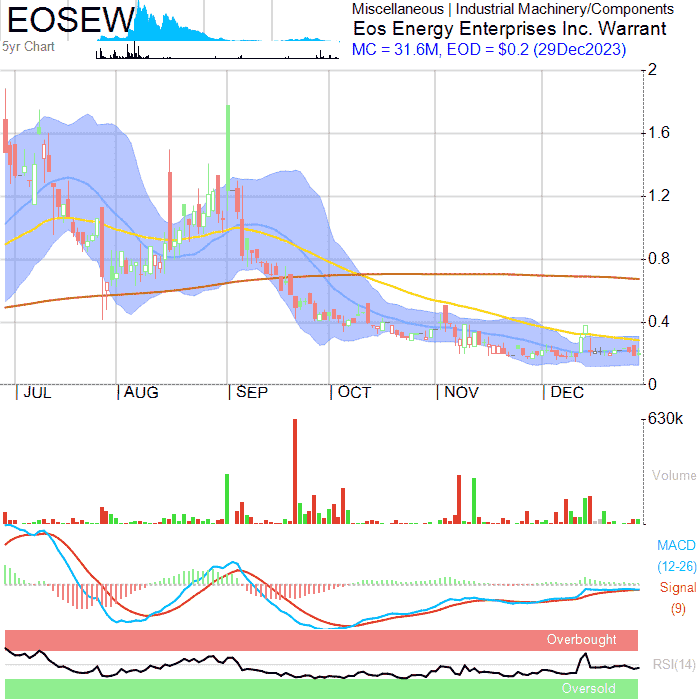 EOSEW
5yr Chart
Miscellaneous | Industrial Machinery/Components
Eos Energy Enterprises Inc. Warrant
MC = 31.6M, EOD = $0.2 (29Dec2023)
2
1.6
1.2
0.8
0.4
0
JUL AUG SEP OCT NOV DEC
630k
Volume
MACD
(12-26)
Signal
(9)
Overbought
RSI(14)
Oversold